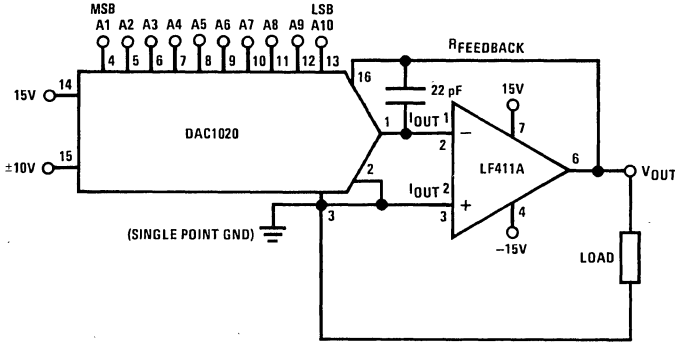 MSB LSB
A1 A2 A3 A4 A5 A6 A7 A8 A9 A10
4 5 6 7 8 9 10 11 12 13
RFEEDBACK
16
14
15V
22 pF
15V
DAC1020
1
IOUT 1
2
−
7
LF411A
6
VOUT
15
±10V
2
IOUT 2
3
+
4
−15V
3
(SINGLE POINT GND)
LOAD